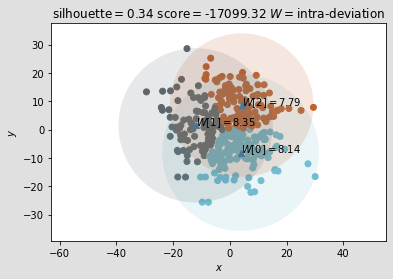 silhouette = 0.34 score= -17099.32 W = intra-deviation
30
20
W[2] = 7.79
10
W[1] = 8.35
y
0
W[0] = 8.14
−10
−20
−30
−60 −40 −20 0 20 40
x